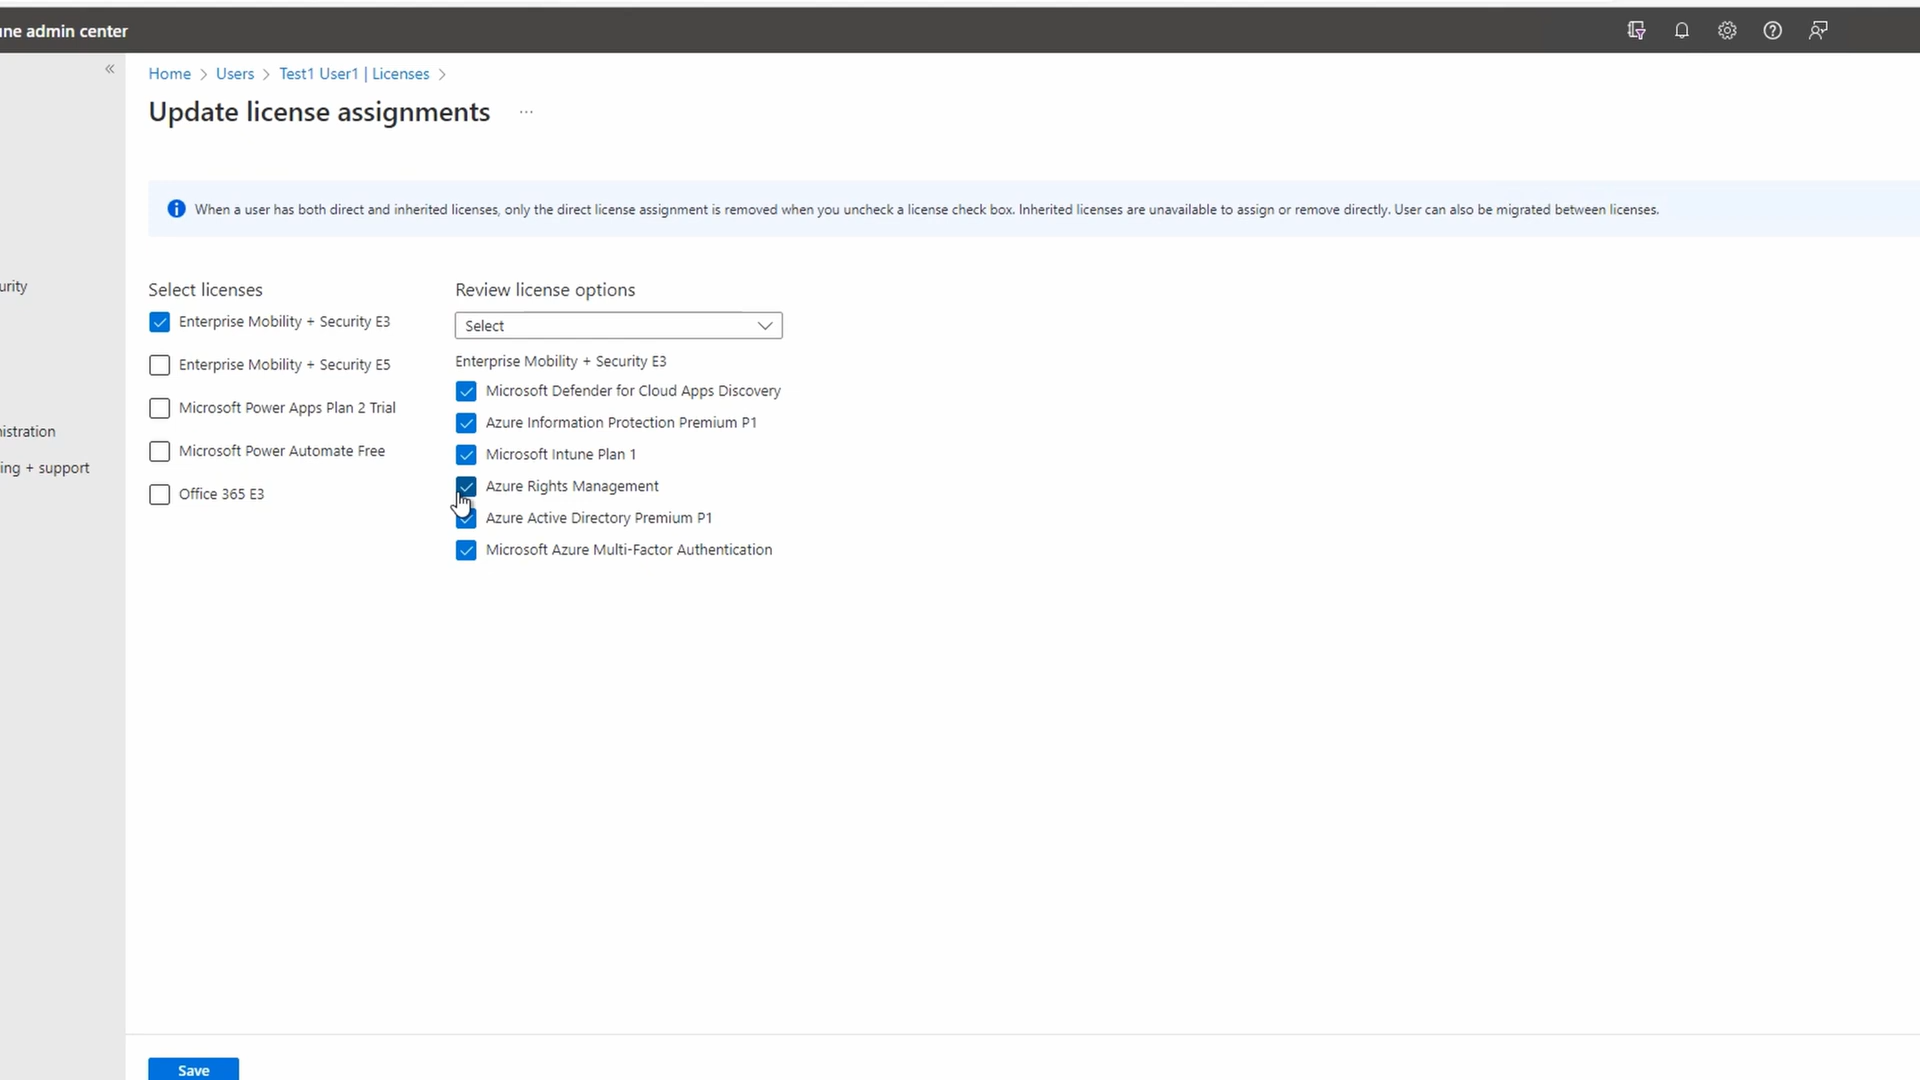 une admin center
Home > Users > Test1 User1 | Licenses >
Update license assignments ...
When a user has both direct and inherited licenses, only the direct license assignment is removed when you uncheck a license check box. Inherited licenses are unavailable to assign or remove directly. User can also be migrated between licenses.
urity
istration
ing + support
Select licenses
Enterprise Mobility + Security E3
Enterprise Mobility + Security E5
Microsoft Power Apps Plan 2 Trial
Microsoft Power Automate Free
Office 365 E3
Review license options
Select
Enterprise Mobility + Security E3
Microsoft Defender for Cloud Apps Discovery
Azure Information Protection Premium P1
Microsoft Intune Plan 1
Azure Rights Management
Azure Active Directory Premium P1
Microsoft Azure Multi-Factor Authentication
Save